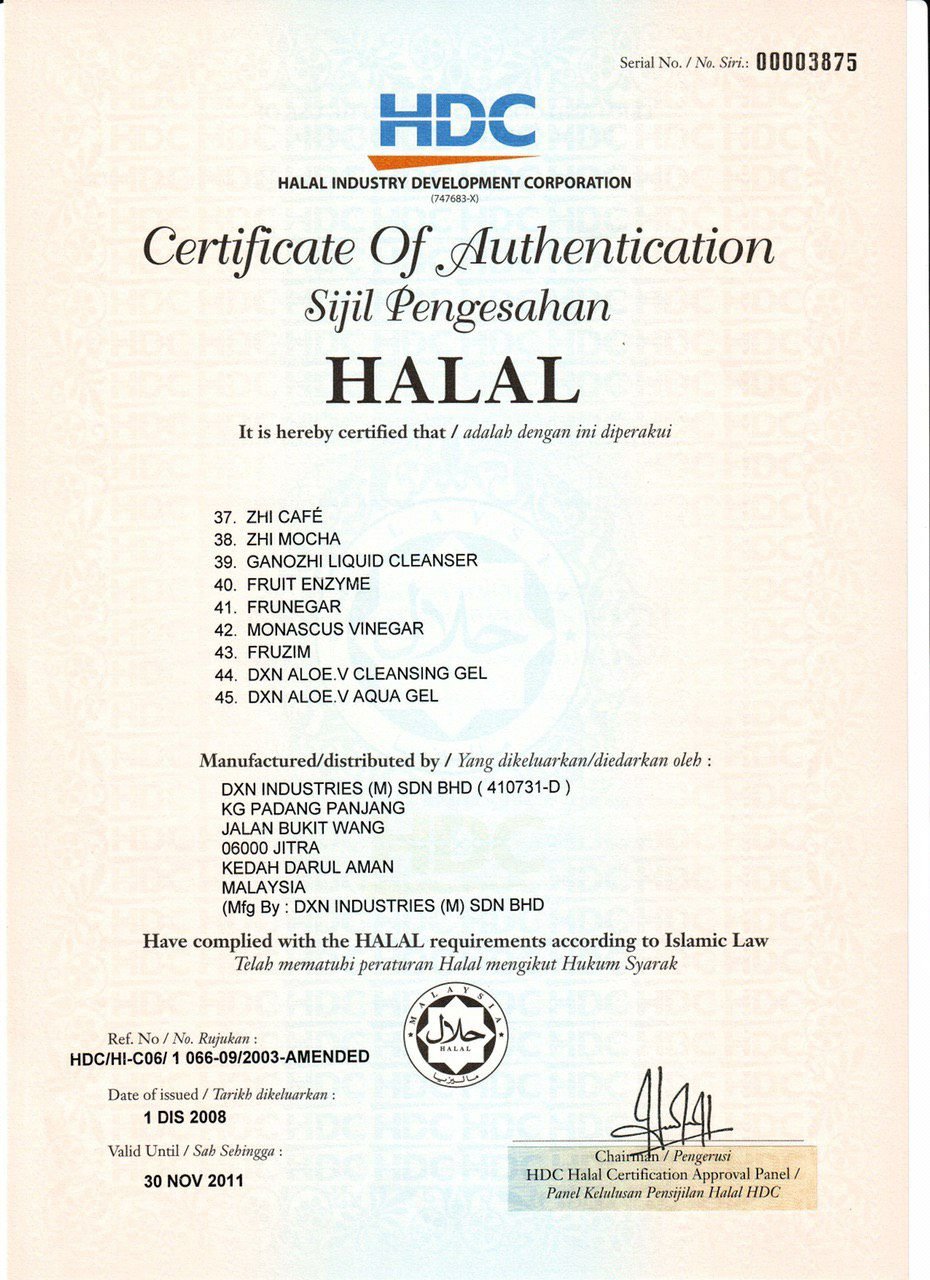 Serial No. / No. Siri.: 00003875
HDC
HALAL INDUSTRY DEVELOPMENT CORPORATION
(747683-X)
Certificate Of Authentication
Sijil Pengesahan
HALAL
It is hereby certified that / adalah dengan ini diperakui
37. ZHI CAFÉ
38. ZHI MOCHA
39. GANOZHI LIQUID CLEANSER
40. FRUIT ENZYME
41. FRUNEGAR
42. MONASCUS VINEGAR
43. FRUZIM
44. DXN ALOE.V CLEANSING GEL
45. DXN ALOE.V AQUA GEL
Manufactured/distributed by / Yang dikeluarkan/diedarkan oleh :
DXN INDUSTRIES (M) SDN BHD ( 410731-D )
KG PADANG PANJANG
JALAN BUKIT WANG
06000 JITRA
KEDAH DARUL AMAN
MALAYSIA
(Mfg By : DXN INDUSTRIES (M) SDN BHD
Have complied with the HALAL requirements according to Islamic Law
Telah mematuhi peraturan Halal mengikut Hukum Syarak
MALAYSIA
حلال
HALAL
ماليزيا
Ref. No / No. Rujukan :
HDC/HI-C06/ 1 066-09/2003-AMENDED
Date of issued / Tarikh dikeluarkan :
1 DIS 2008
Valid Until / Sah Sehingga :
30 NOV 2011
Chairman / Pengerusi
HDC Halal Certification Approval Panel /
Panel Kelulusan Pensijilan Halal HDC